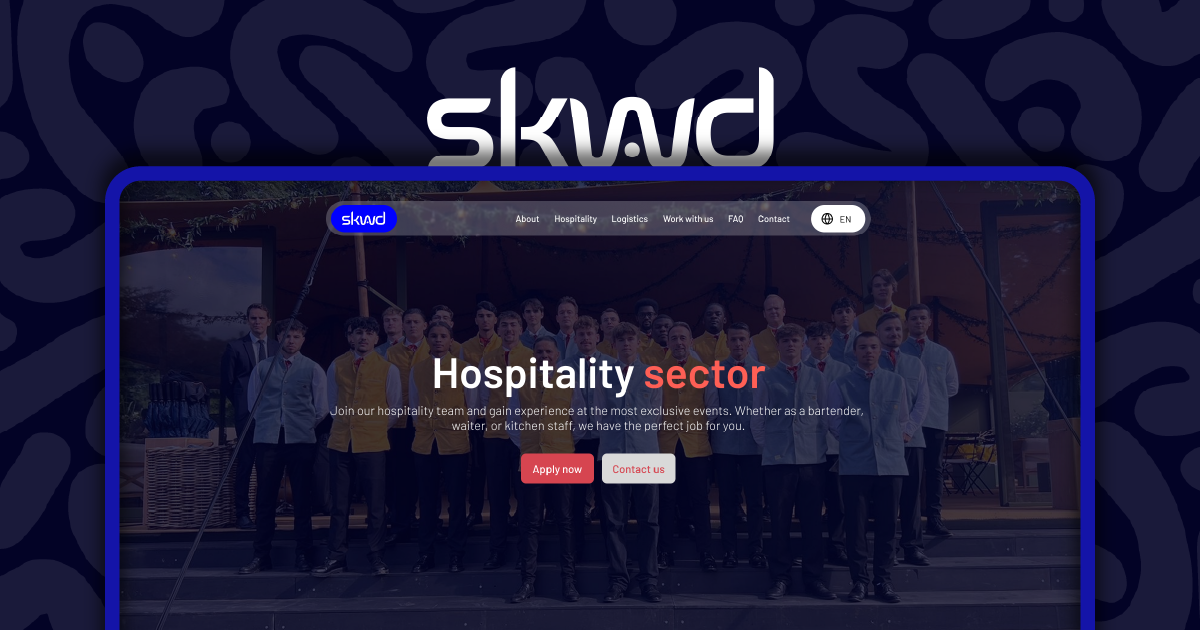 skwd
skwd
About Hospitality Logistics Work with us FAQ Contact EN
Hospitality sector
Join our hospitality team and gain experience at the most exclusive events. Whether as a bartender,
waiter, or kitchen staff, we have the perfect job for you.
Apply now Contact us